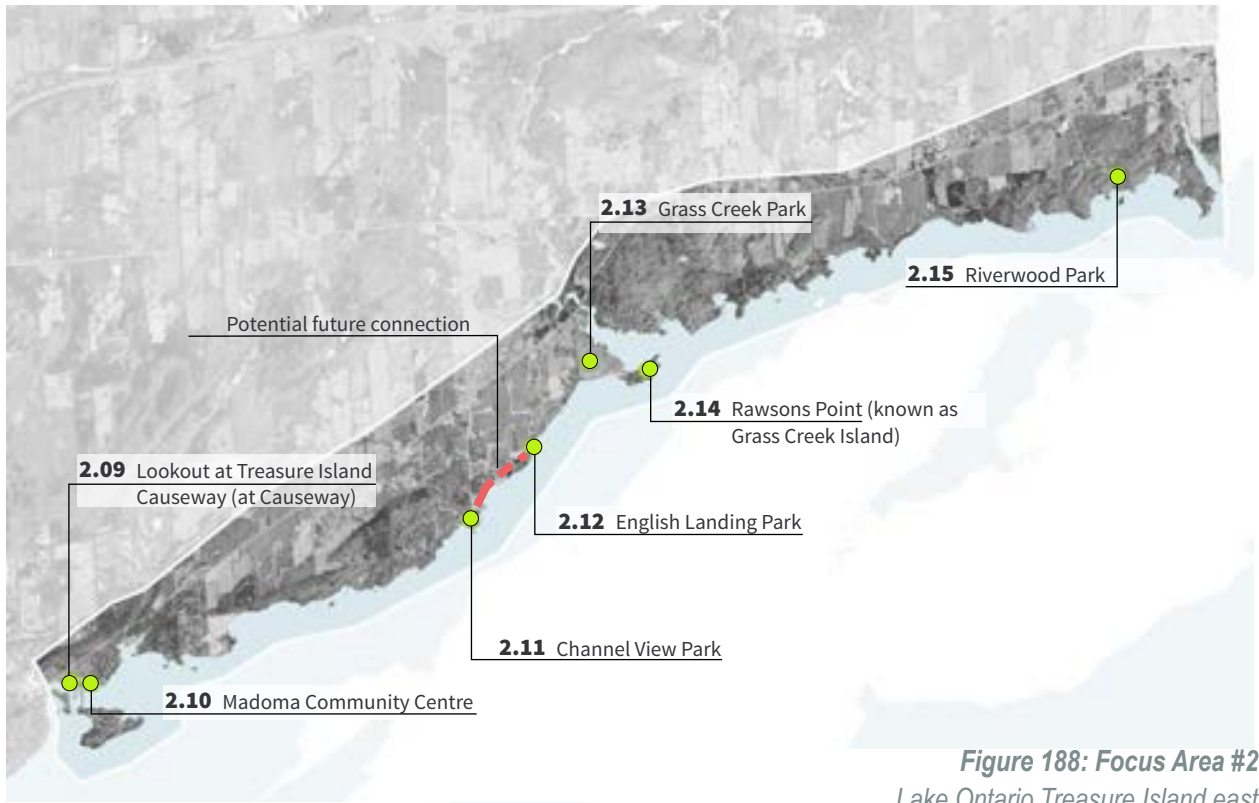 2.13 Grass Creek Park
2.15 Riverwood Park
Potential future connection
2.14 Rawsons Point (known as
Grass Creek Island)
2.09 Lookout at Treasure Island
Causeway (at Causeway)
2.12 English Landing Park
2.11 Channel View Park
2.10 Madoma Community Centre
Figure 188: Focus Area #2
Lake Ontario Treasure Island east